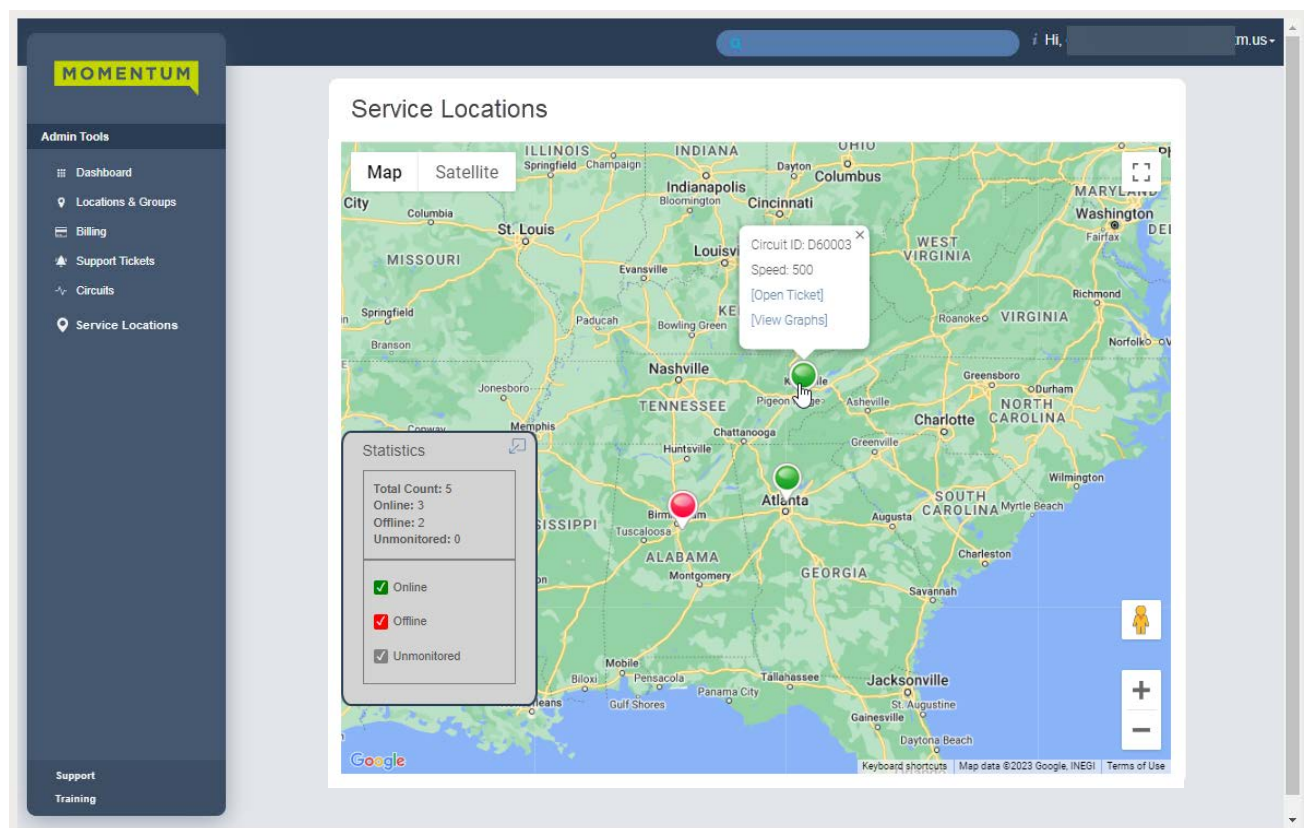 Hi,
m.us
MOMENTUM
Admin Tools
Dashboard
Locations & Groups
Billing
Support Tickets
Circuits
Service Locations
Support
Training
Service Locations
Map
Satellite
ILLINOIS
INDIANA
OHIO
Springfield
Champaign
Dayton
Columbus
Indianapolis
Bloomington
Cincinnati
MARYLAND
City
Columbia
St. Louis
Washington
Fairfax
DEL
MISSOURI
Evansville
Louisvi
WEST
VIRGINIA
Circuit ID: D60003
×
Speed: 500
[Open Ticket]
[View Graphs]
Richmond
Springfield
Paducah
Bowling Green
KE
Roanoke
VIRGINIA
Branson
Norfolk
Nashville
Jonesboro
Greensboro
Durham
TENNESSEE
Pigeon
Asheville
NORTH
CAROLINA
Charlotte
Conway
Memphis
Chattanooga
Huntsville
Greenville
Wilmington
Atlanta
SOUTH
CAROLINA
Myrtle Beach
Augusta
SISSIPPI
Tuscaloosa
ALABAMA
Charleston
Montgomery
GEORGIA
Savannah
Statistics
Total Count: 5
Online: 3
Offline: 2
Unmonitored: 0
Online
Offline
Unmonitored
Mobile
Biloxi
Pensacola
Tallahassee
Jacksonville
Gulf Shores
Panama City
St. Augustine
Gainesville
Daytona Beach
leans
Google
Keyboard shortcuts
Map data ©2023 Google, INEGI
Terms of Use